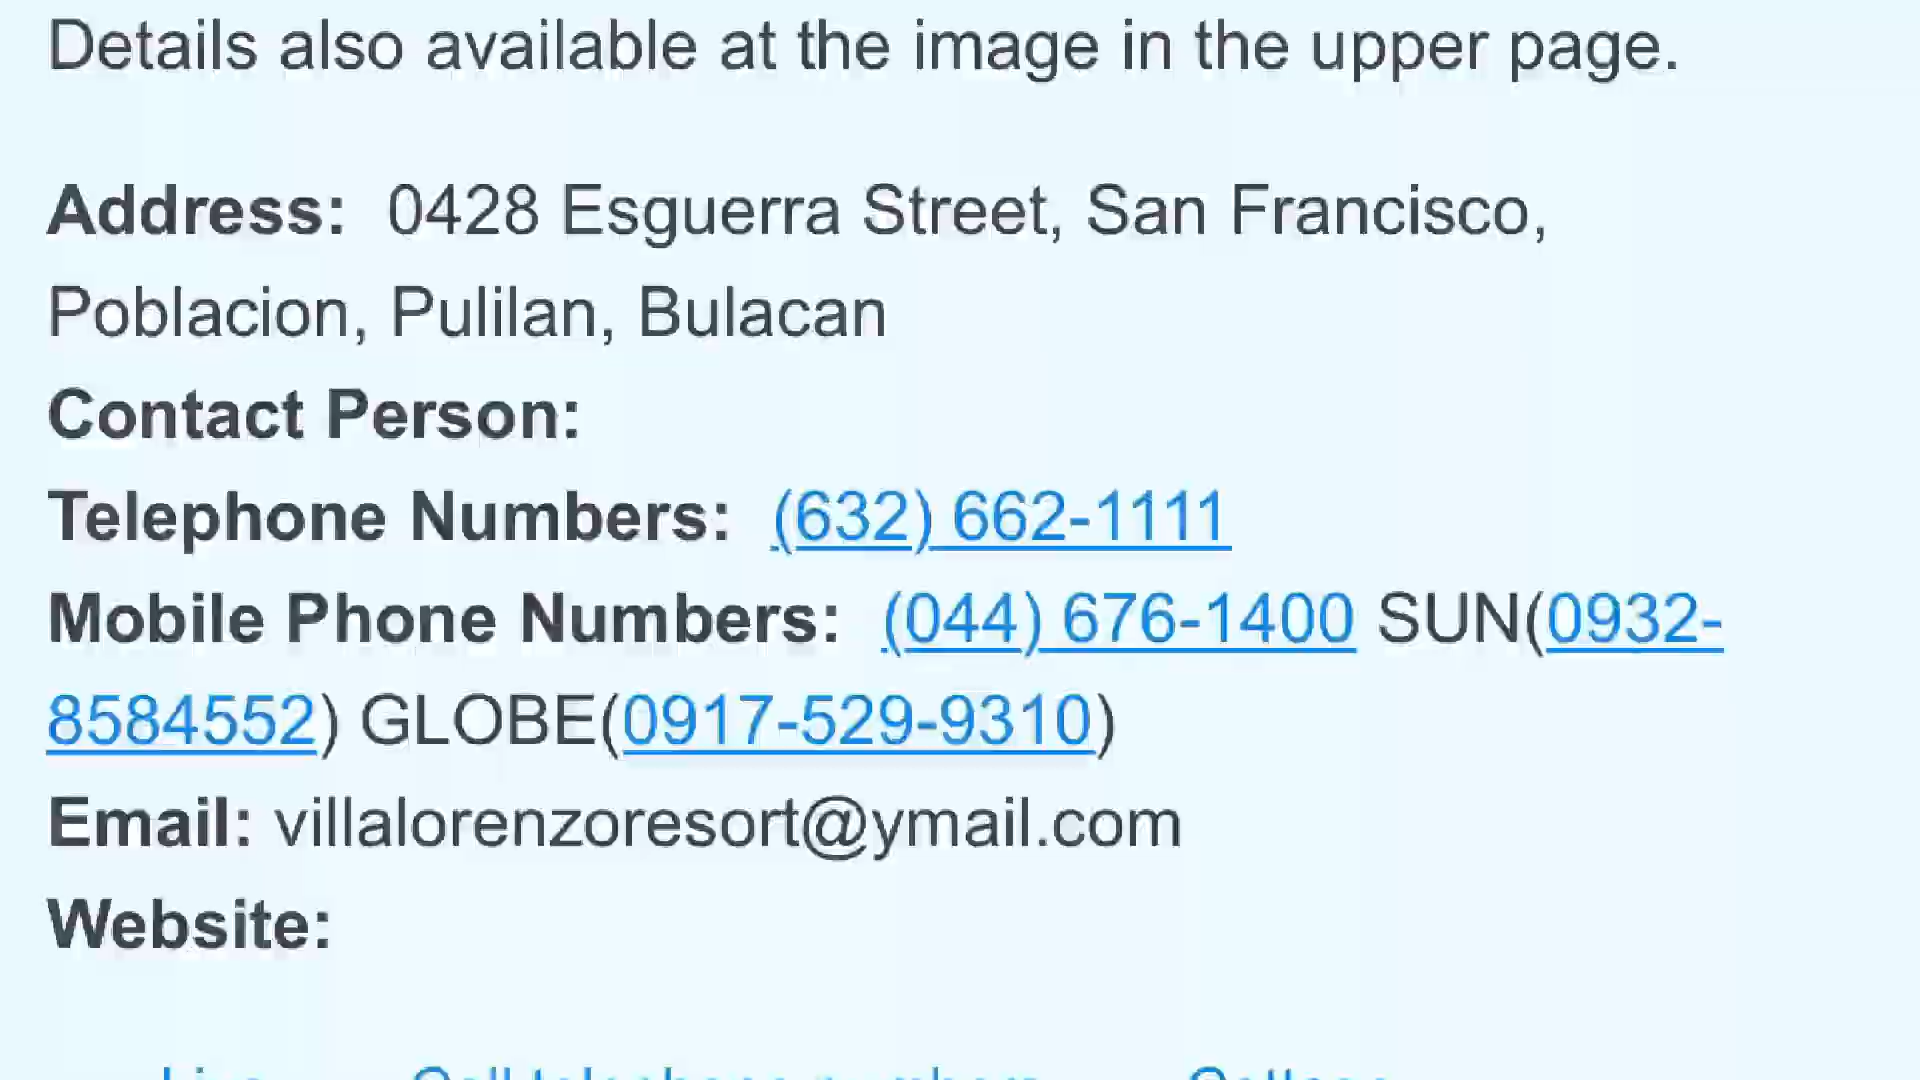 Details also available at the image in the upper page.
Address: 0428 Esguerra Street, San Francisco,
Poblacion, Pulilan, Bulacan
Contact Person:
Telephone Numbers: (632) 662-1111
Mobile Phone Numbers: (044) 676-1400 SUN(0932-
8584552) GLOBE(0917-529-9310)
Email: villalorenzoresort@ymail.com
Website: